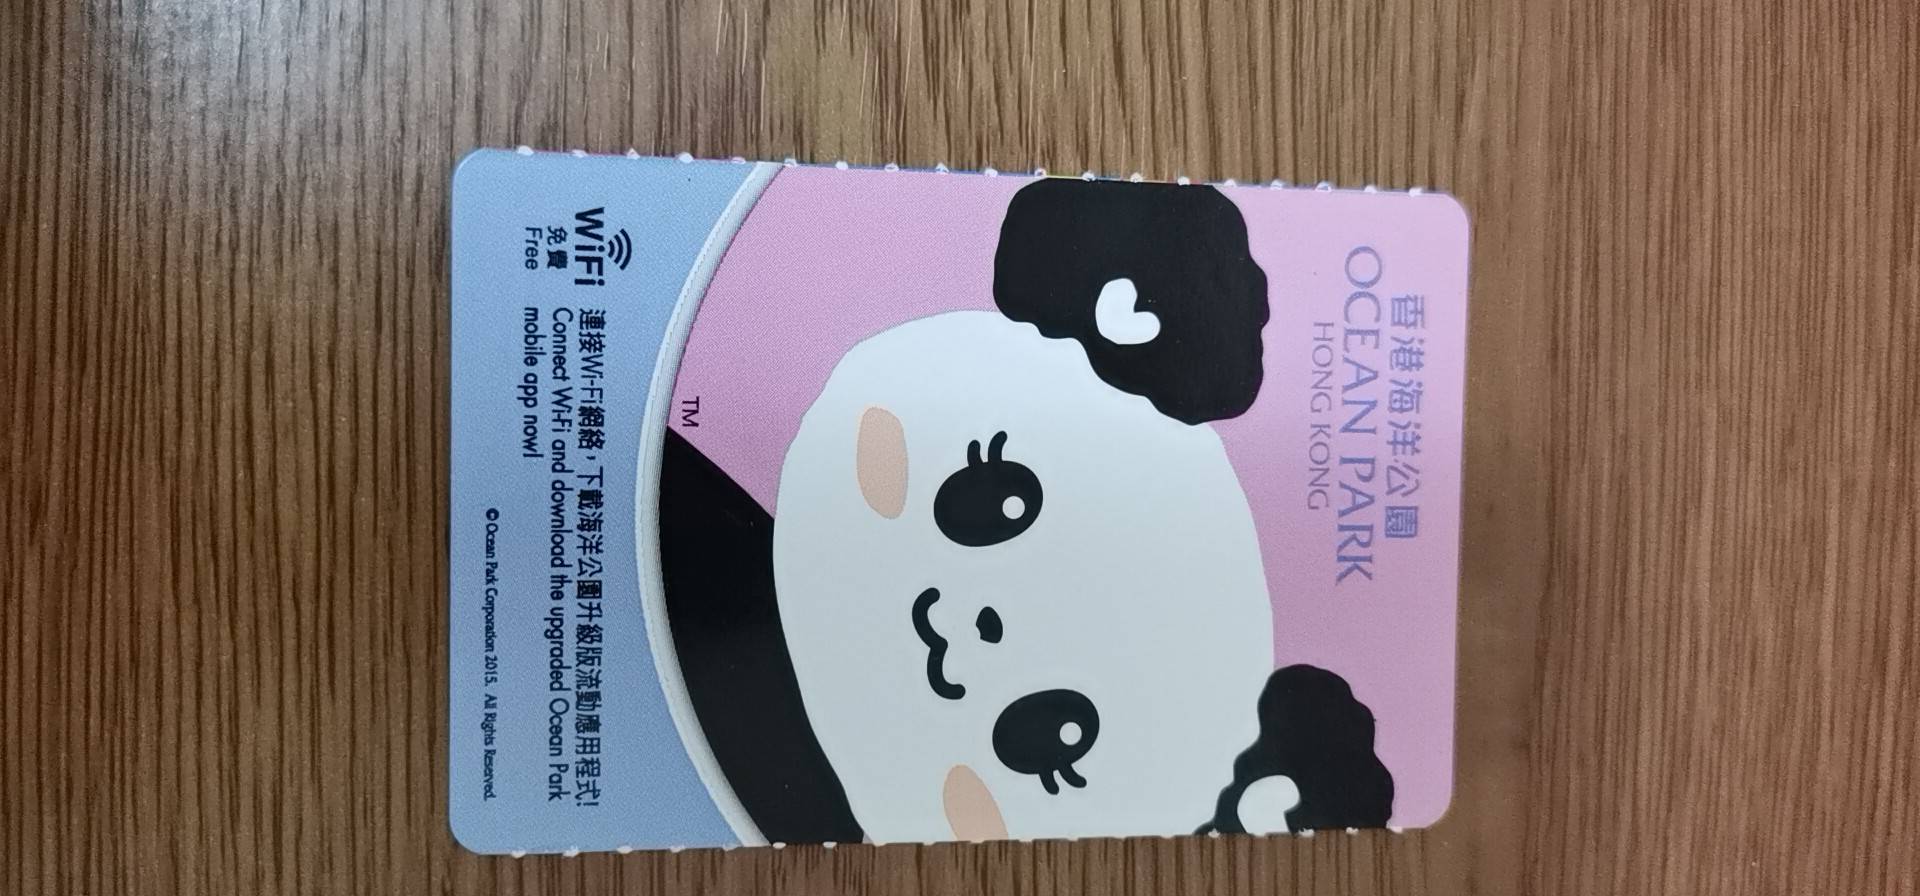 香港海洋公園
OCEAN PARK
HONG KONG
TM
WiFi
免費
Free
連接Wi-Fi網絡，下載海洋公園升級版流動應用程式!
Connect Wi-Fi and download the upgraded Ocean Park
mobile app now!
© Ocean Park Corporation 2015. All Rights Reserved.